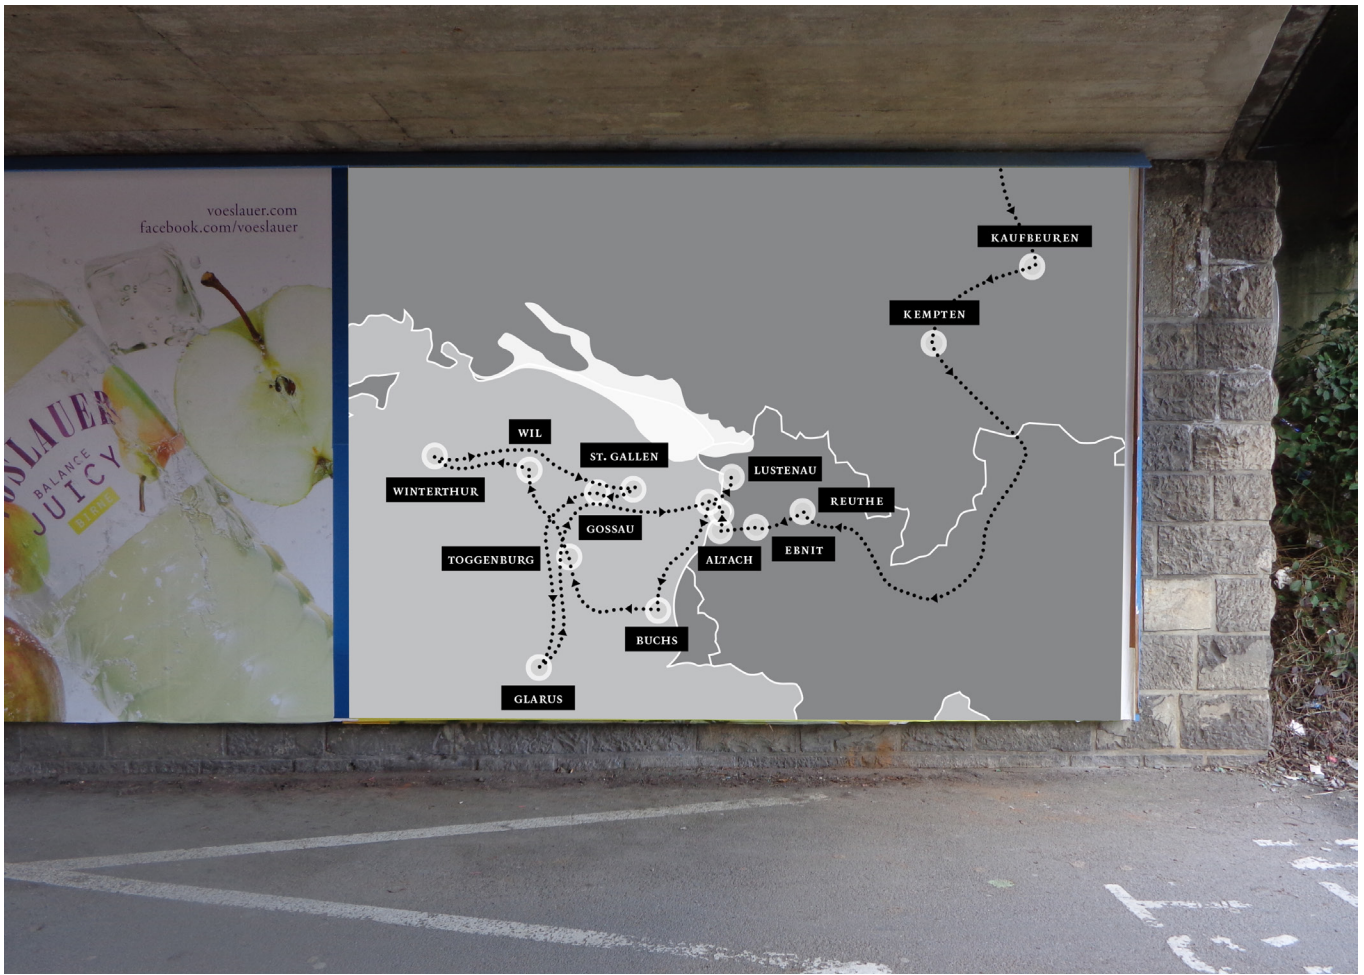 voeslauer.com
facebook.com/voeslauer
BALANCE
JUICY
BIRNE
KAUFBEUREN
KEMPTEN
WIL
ST. GALLEN
LUSTENAU
WINTERTHUR
REUTHE
GOSSAU
TOGGENBURG
ALTACH
EBNIT
BUCHS
GLARUS